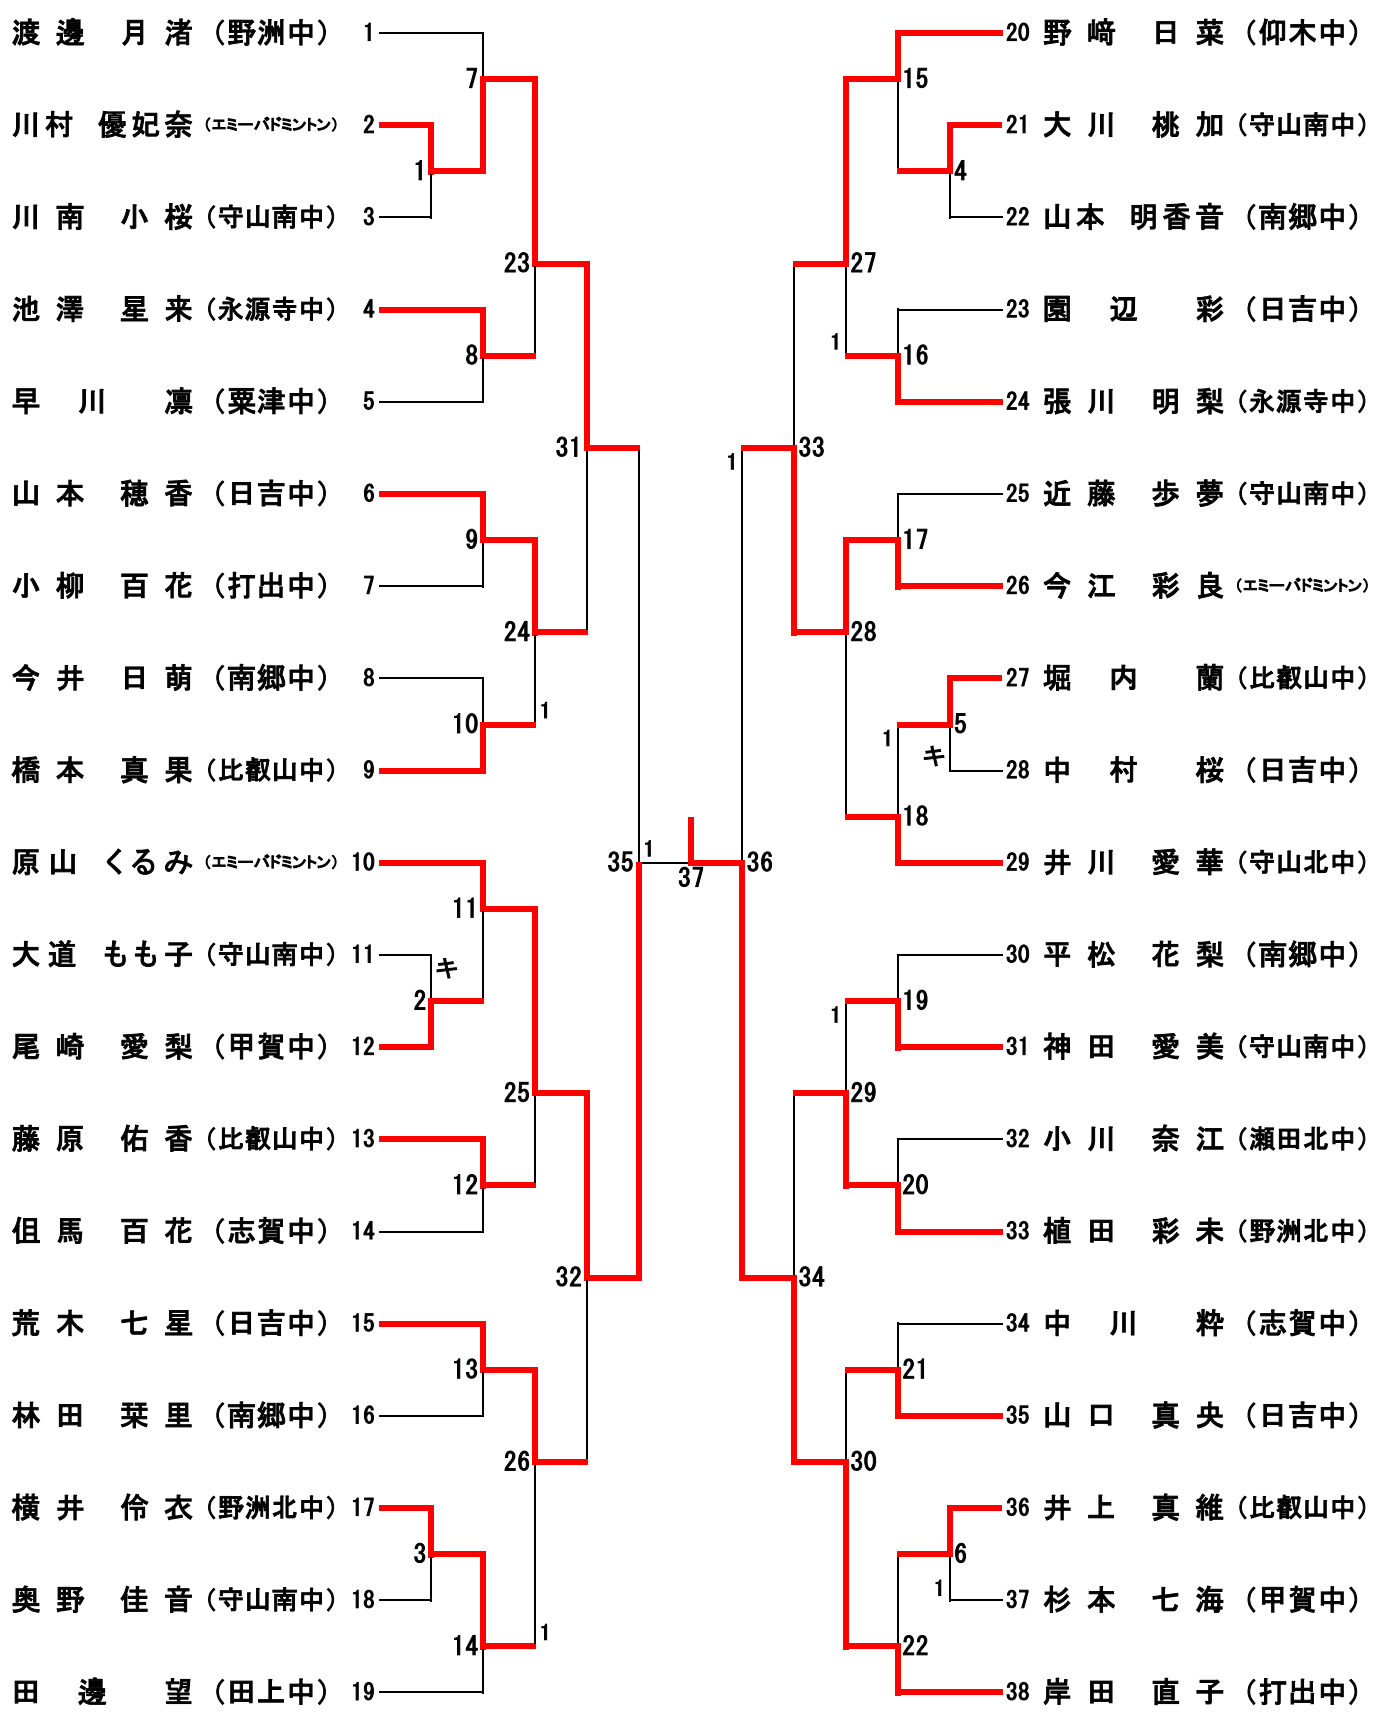 渡邊 月渚 (野洲中) 1
川村 優妃奈 (エミーバドミントン) 2
川南 小桜 (守山南中) 3
池澤 星来 (永源寺中) 4
早川 凛 (粟津中) 5
山本 穂香 (日吉中) 6
小柳 百花 (打出中) 7
今井 日萌 (南郷中) 8
橋本 真果 (比叡山中) 9
原山 くるみ (エミーバドミントン) 10
大道 もも子 (守山南中) 11
尾崎 愛梨 (甲賀中) 12
藤原 佑香 (比叡山中) 13
但馬 百花 (志賀中) 14
荒木 七星 (日吉中) 15
林田 栞里 (南郷中) 16
横井 伶衣 (野洲北中) 17
奥野 佳音 (守山南中) 18
田邊 望 (田上中) 19
1
キ
2
3
7
8
9
10
11
12
13
14
23
24
1
25
26
1
31
32
35
1
37
36
1
33
34
27
1
28
1
29
30
15
16
17
1
18
19
20
21
22
4
5
キ
6
1
20 野﨑 日菜 (仰木中)
21 大川 桃加 (守山南中)
22 山本 明香音 (南郷中)
23 園辺 彩 (日吉中)
24 張川 明梨 (永源寺中)
25 近藤 歩夢 (守山南中)
26 今江 彩良 (エミーバドミントン)
27 堀内 蘭 (比叡山中)
28 中村 桜 (日吉中)
29 井川 愛華 (守山北中)
30 平松 花梨 (南郷中)
31 神田 愛美 (守山南中)
32 小川 奈江 (瀬田北中)
33 植田 彩未 (野洲北中)
34 中川 粋 (志賀中)
35 山口 真央 (日吉中)
36 井上 真維 (比叡山中)
37 杉本 七海 (甲賀中)
38 岸田 直子 (打出中)